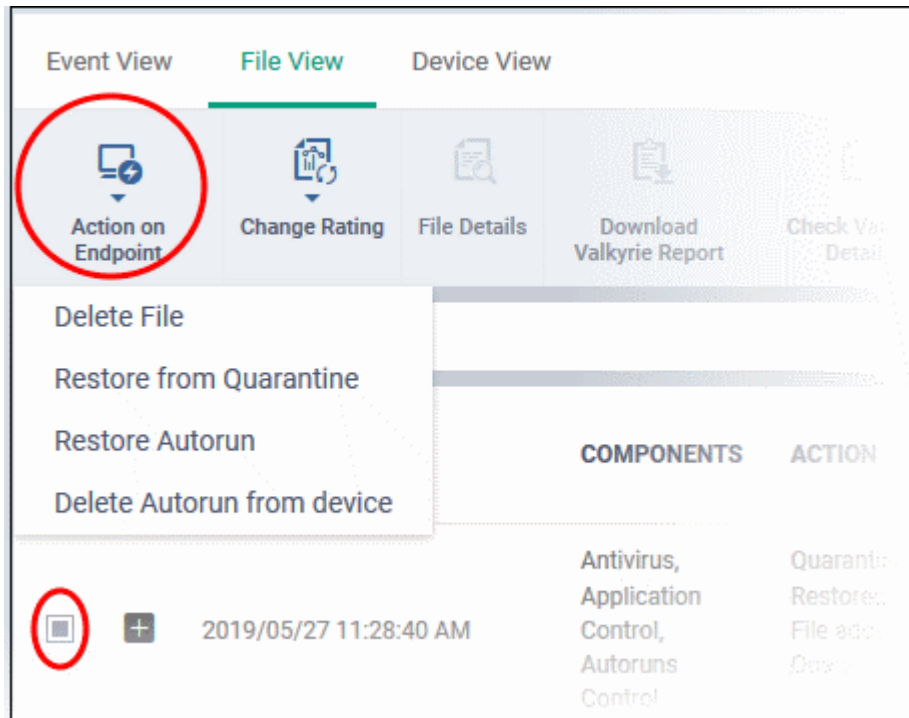 Event View File View Device View
Action on
Endpoint
Change Rating
File Details
Download
Valkyrie Report
Check
Delete File
Restore from Quarantine
Restore Autorun
Delete Autorun from device
COMPONENTS ACTION
2019/05/27 11:28:40 AM
Antivirus,
Application
Control,
Autoruns
Control
File